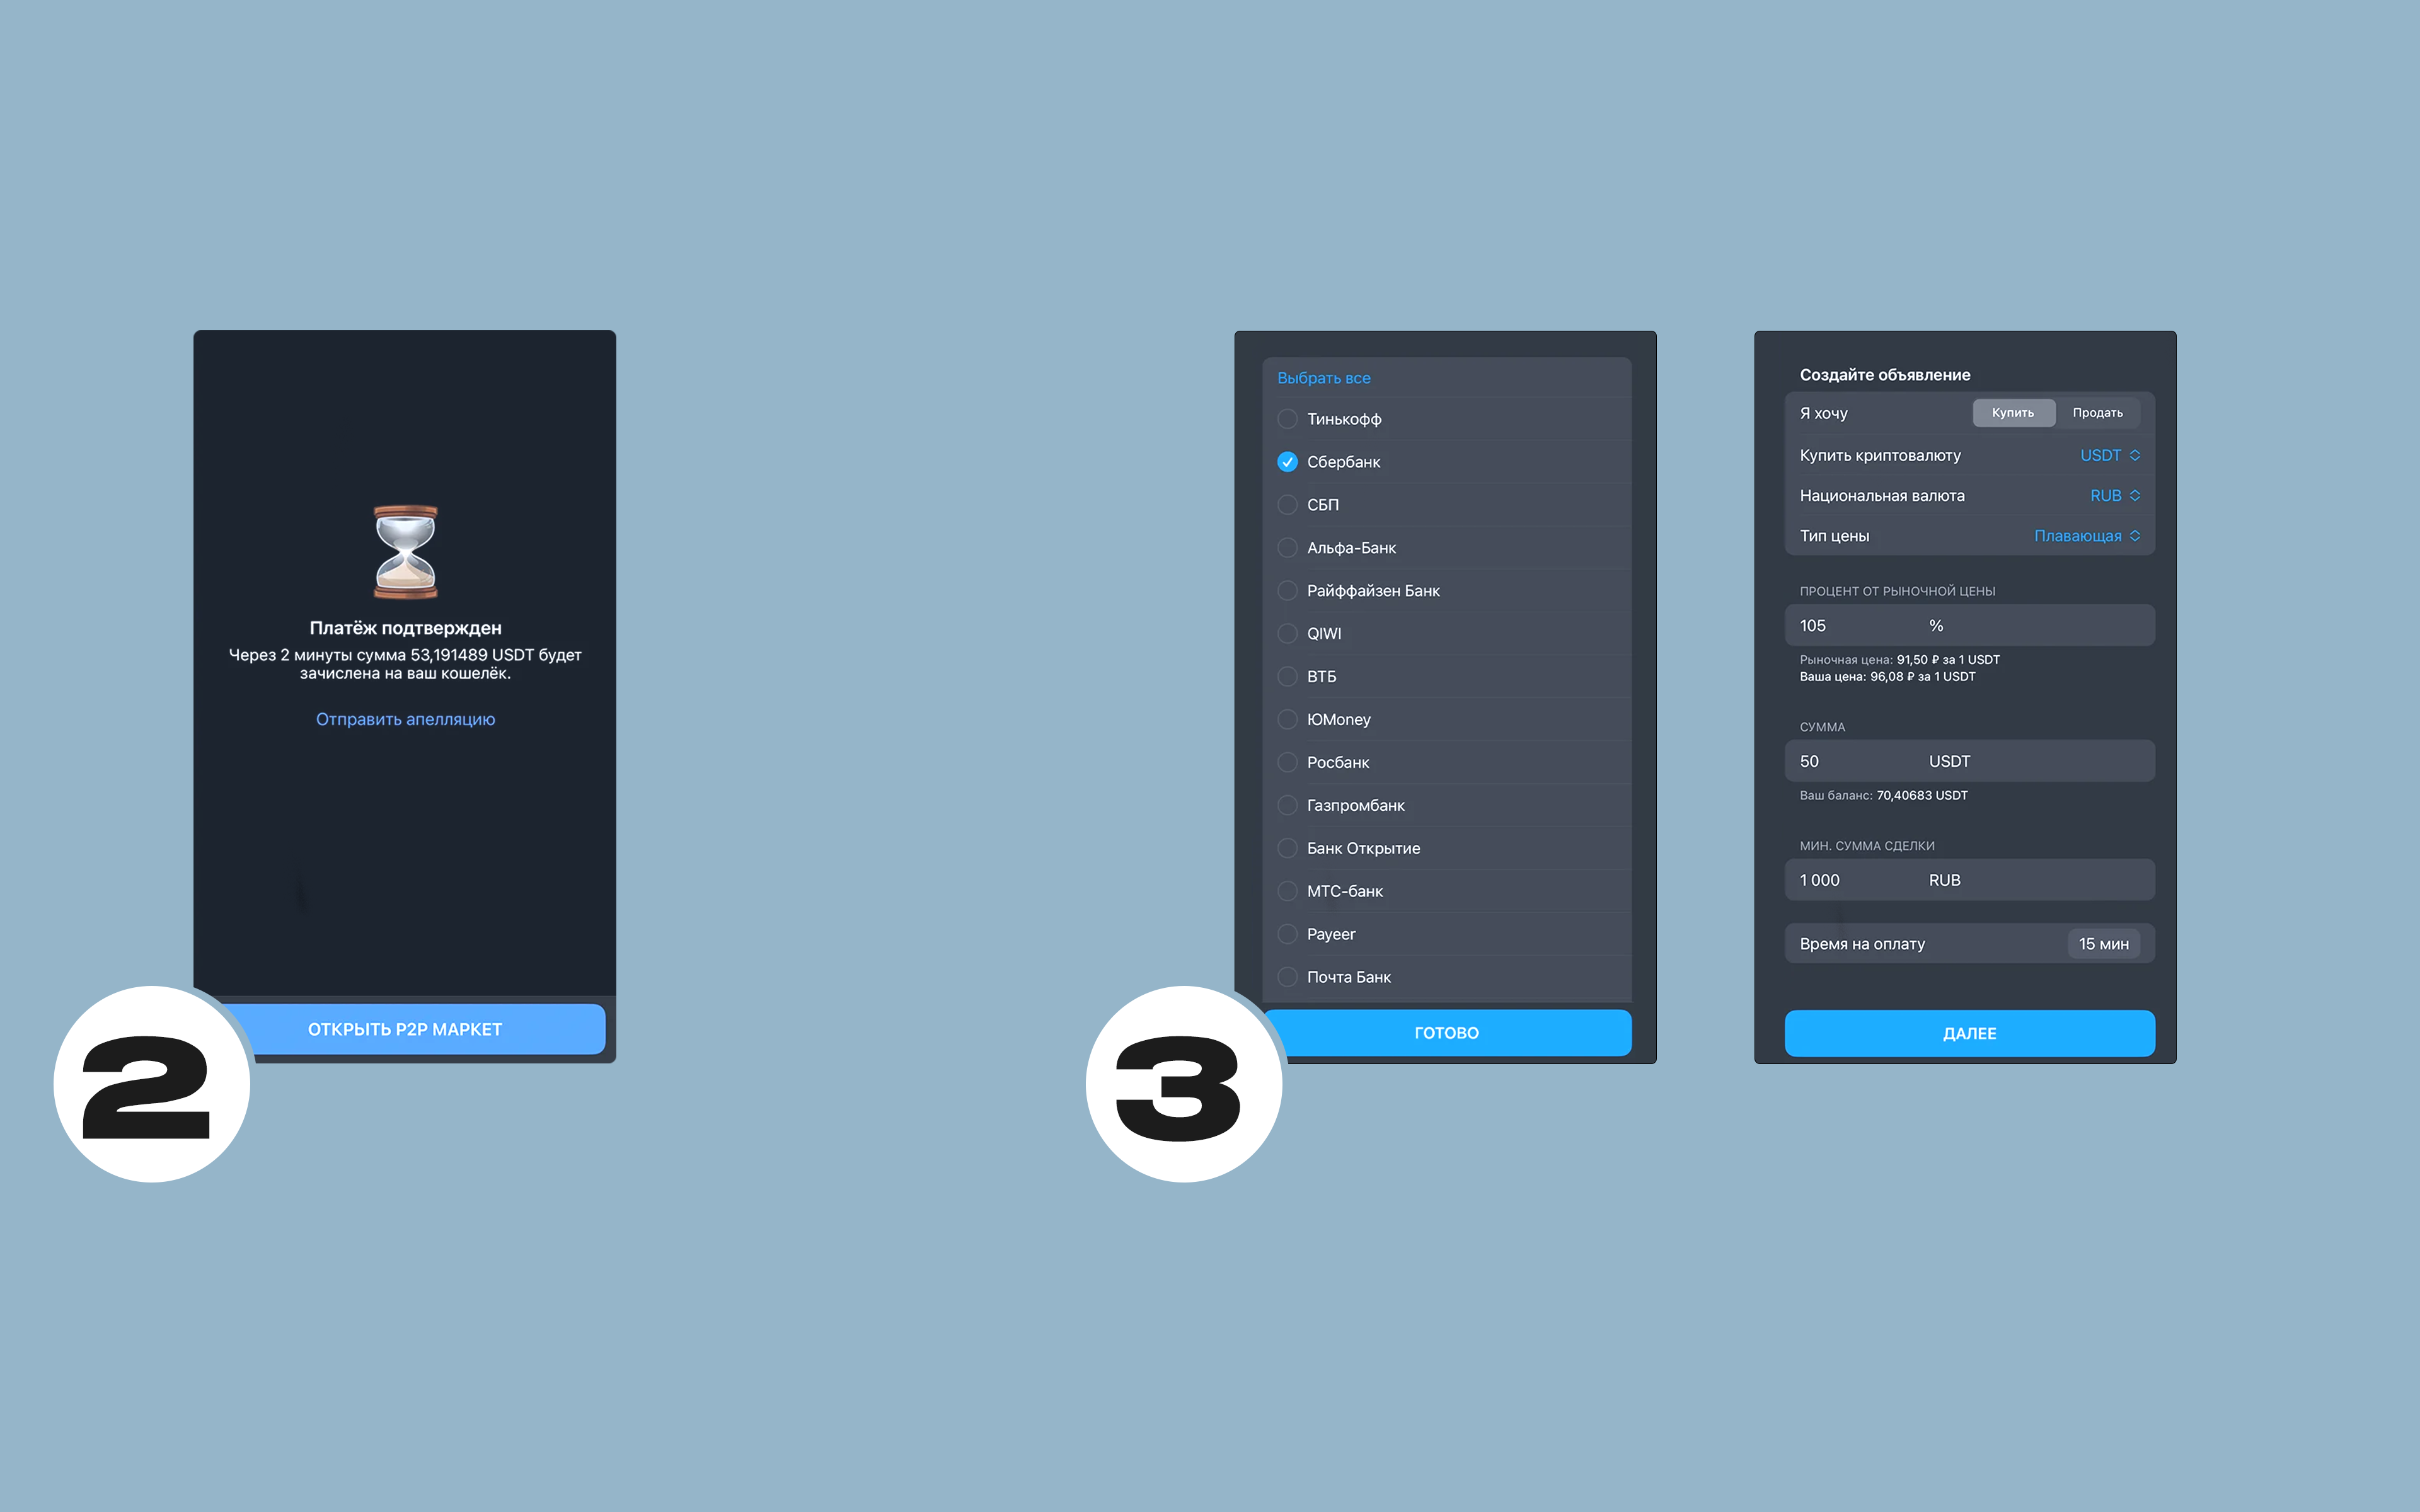 Платёж подтвержден
Через 2 минуты сумма 53,191489 USDT будет
зачислена на ваш кошелёк.
Отправить апелляцию
ОТКРЫТЬ P2P МАРКЕТ
2
Выбрать все
Тинькофф
Сбербанк
СБП
Альфа-Банк
Райффайзен Банк
QIWI
ВТБ
ЮMoney
Росбанк
Газпромбанк
Банк Открытие
МТС-банк
Payeer
Почта Банк
ГОТОВО
3
Создайте объявление
Я хочу Купить Продать
Купить криптовалюту USDT
Национальная валюта RUB
Тип цены Плавающая
ПРОЦЕНТ ОТ РЫНОЧНОЙ ЦЕНЫ
105 %
Рыночная цена: 91,50 ₽ за 1 USDT
Ваша цена: 96,08 ₽ за 1 USDT
СУММА
50 USDT
Ваш баланс: 70,40683 USDT
МИН. СУММА СДЕЛКИ
1 000 RUB
Время на оплату 15 мин
ДАЛЕЕ